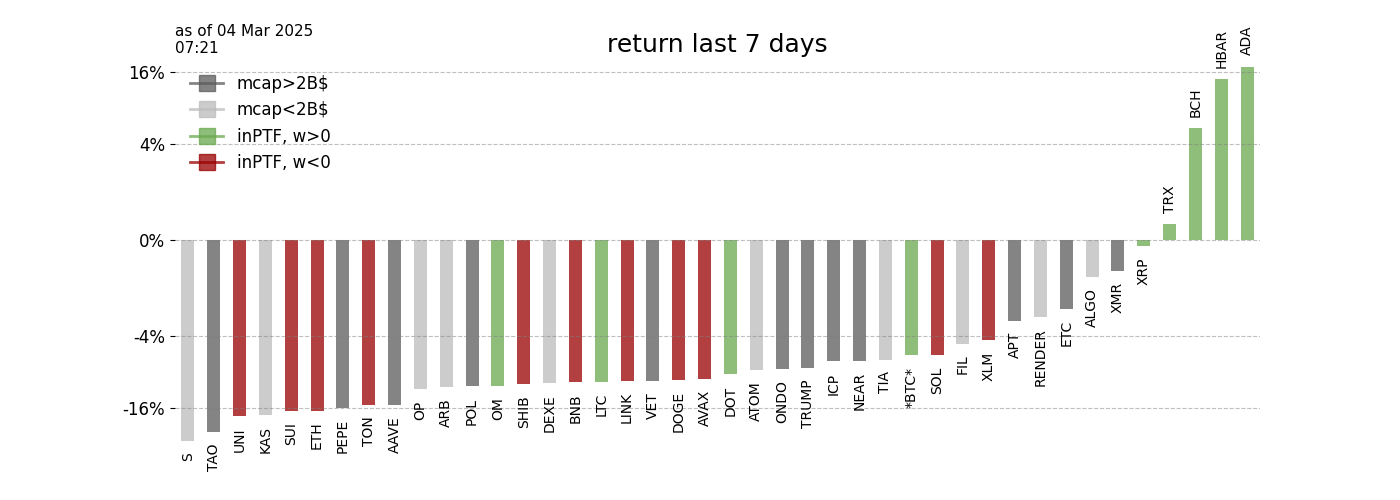 as of 04 Mar 2025
07:21
return last 7 days
16%
4%
0%
-4%
-16%
mcap>2B$
mcap<2B$
inPTF, w>0
inPTF, w<0
S
TAO
UNI
KAS
SUI
ETH
PEPE
TON
AAVE
OP
ARB
POL
OM
SHIB
DEXE
BNB
LTC
LINK
VET
DOGE
AVAX
DOT
ATOM
ONDO
TRUMP
ICP
NEAR
TIA
*BTC*
SOL
FIL
XLM
APT
RENDER
ETC
ALGO
XMR
XRP
TRX
BCH
HBAR
ADA